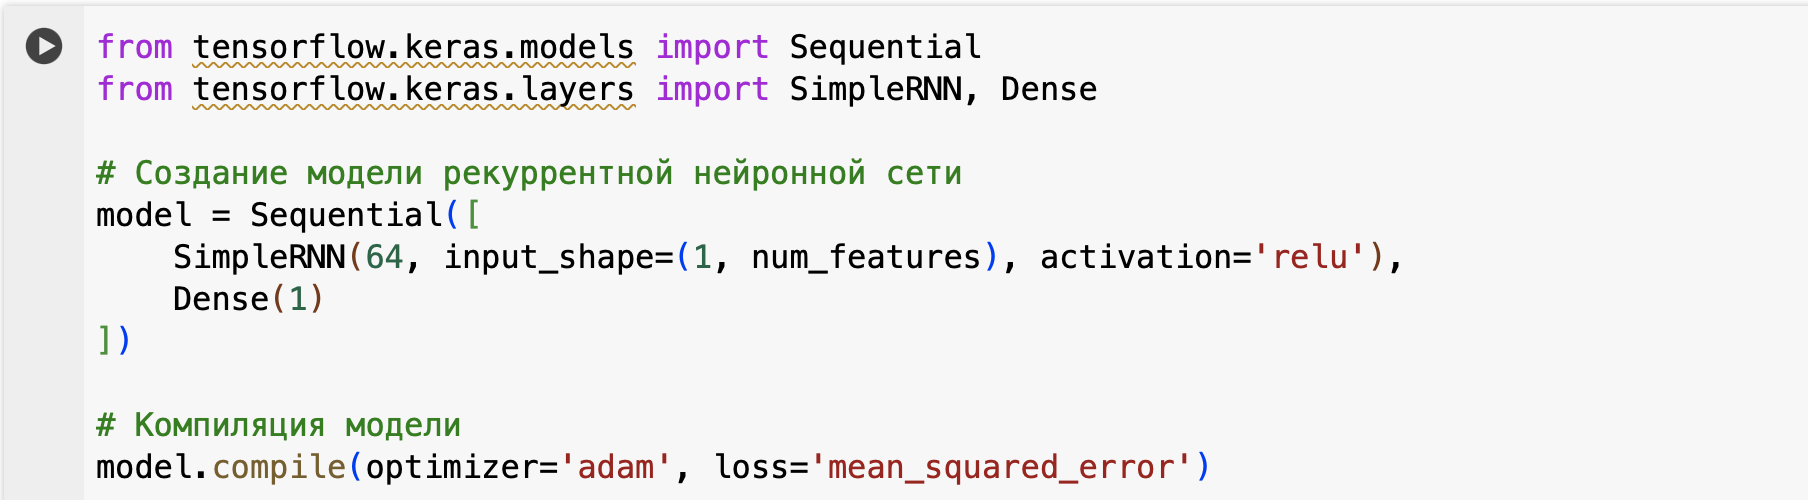 from tensorflow.keras.models import Sequential
from tensorflow.keras.layers import SimpleRNN, Dense
# Создание модели рекуррентной нейронной сети
model = Sequential([
    SimpleRNN(64, input_shape=(1, num_features), activation='relu'),
    Dense(1)
])
# Компиляция модели
model.compile(optimizer='adam', loss='mean_squared_error')